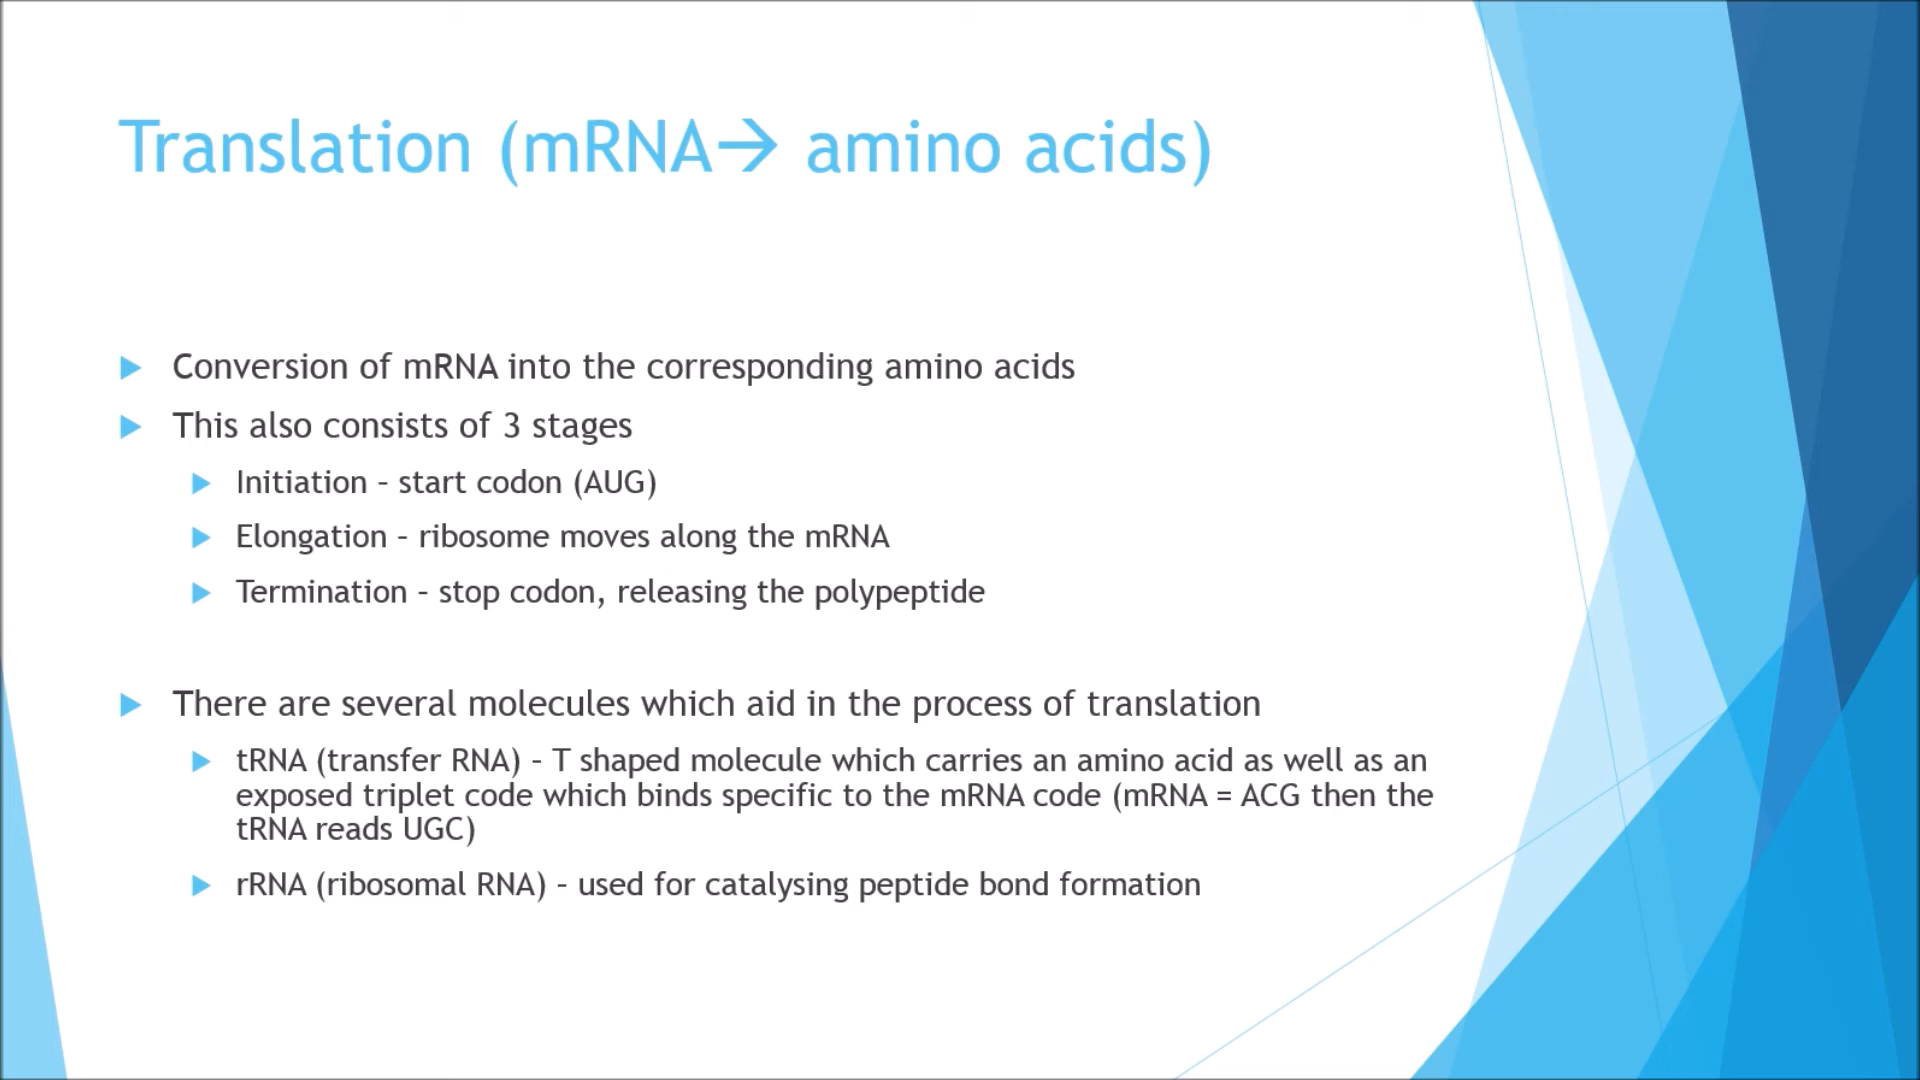 Translation (mRNA→ amino acids)
Conversion of mRNA into the corresponding amino acids
This also consists of 3 stages
Initiation – start codon (AUG)
Elongation – ribosome moves along the mRNA
Termination – stop codon, releasing the polypeptide
There are several molecules which aid in the process of translation
tRNA (transfer RNA) – T shaped molecule which carries an amino acid as well as an
exposed triplet code which binds specific to the mRNA code (mRNA = ACG then the
tRNA reads UGC)
rRNA (ribosomal RNA) – used for catalysing peptide bond formation